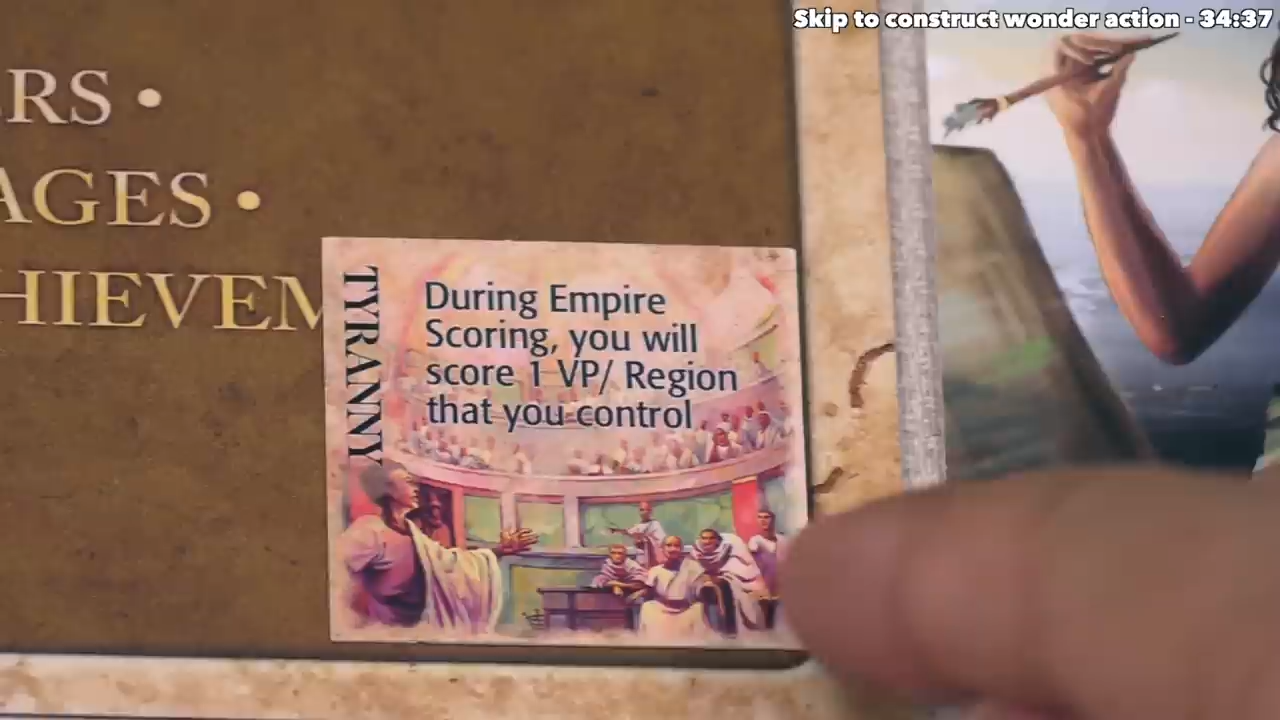 Skip to construct wonder action - 34:37
RS •
AGES •
HIEVEM
TYRANNY
During Empire
Scoring, you will
score 1 VP/ Region
that you control